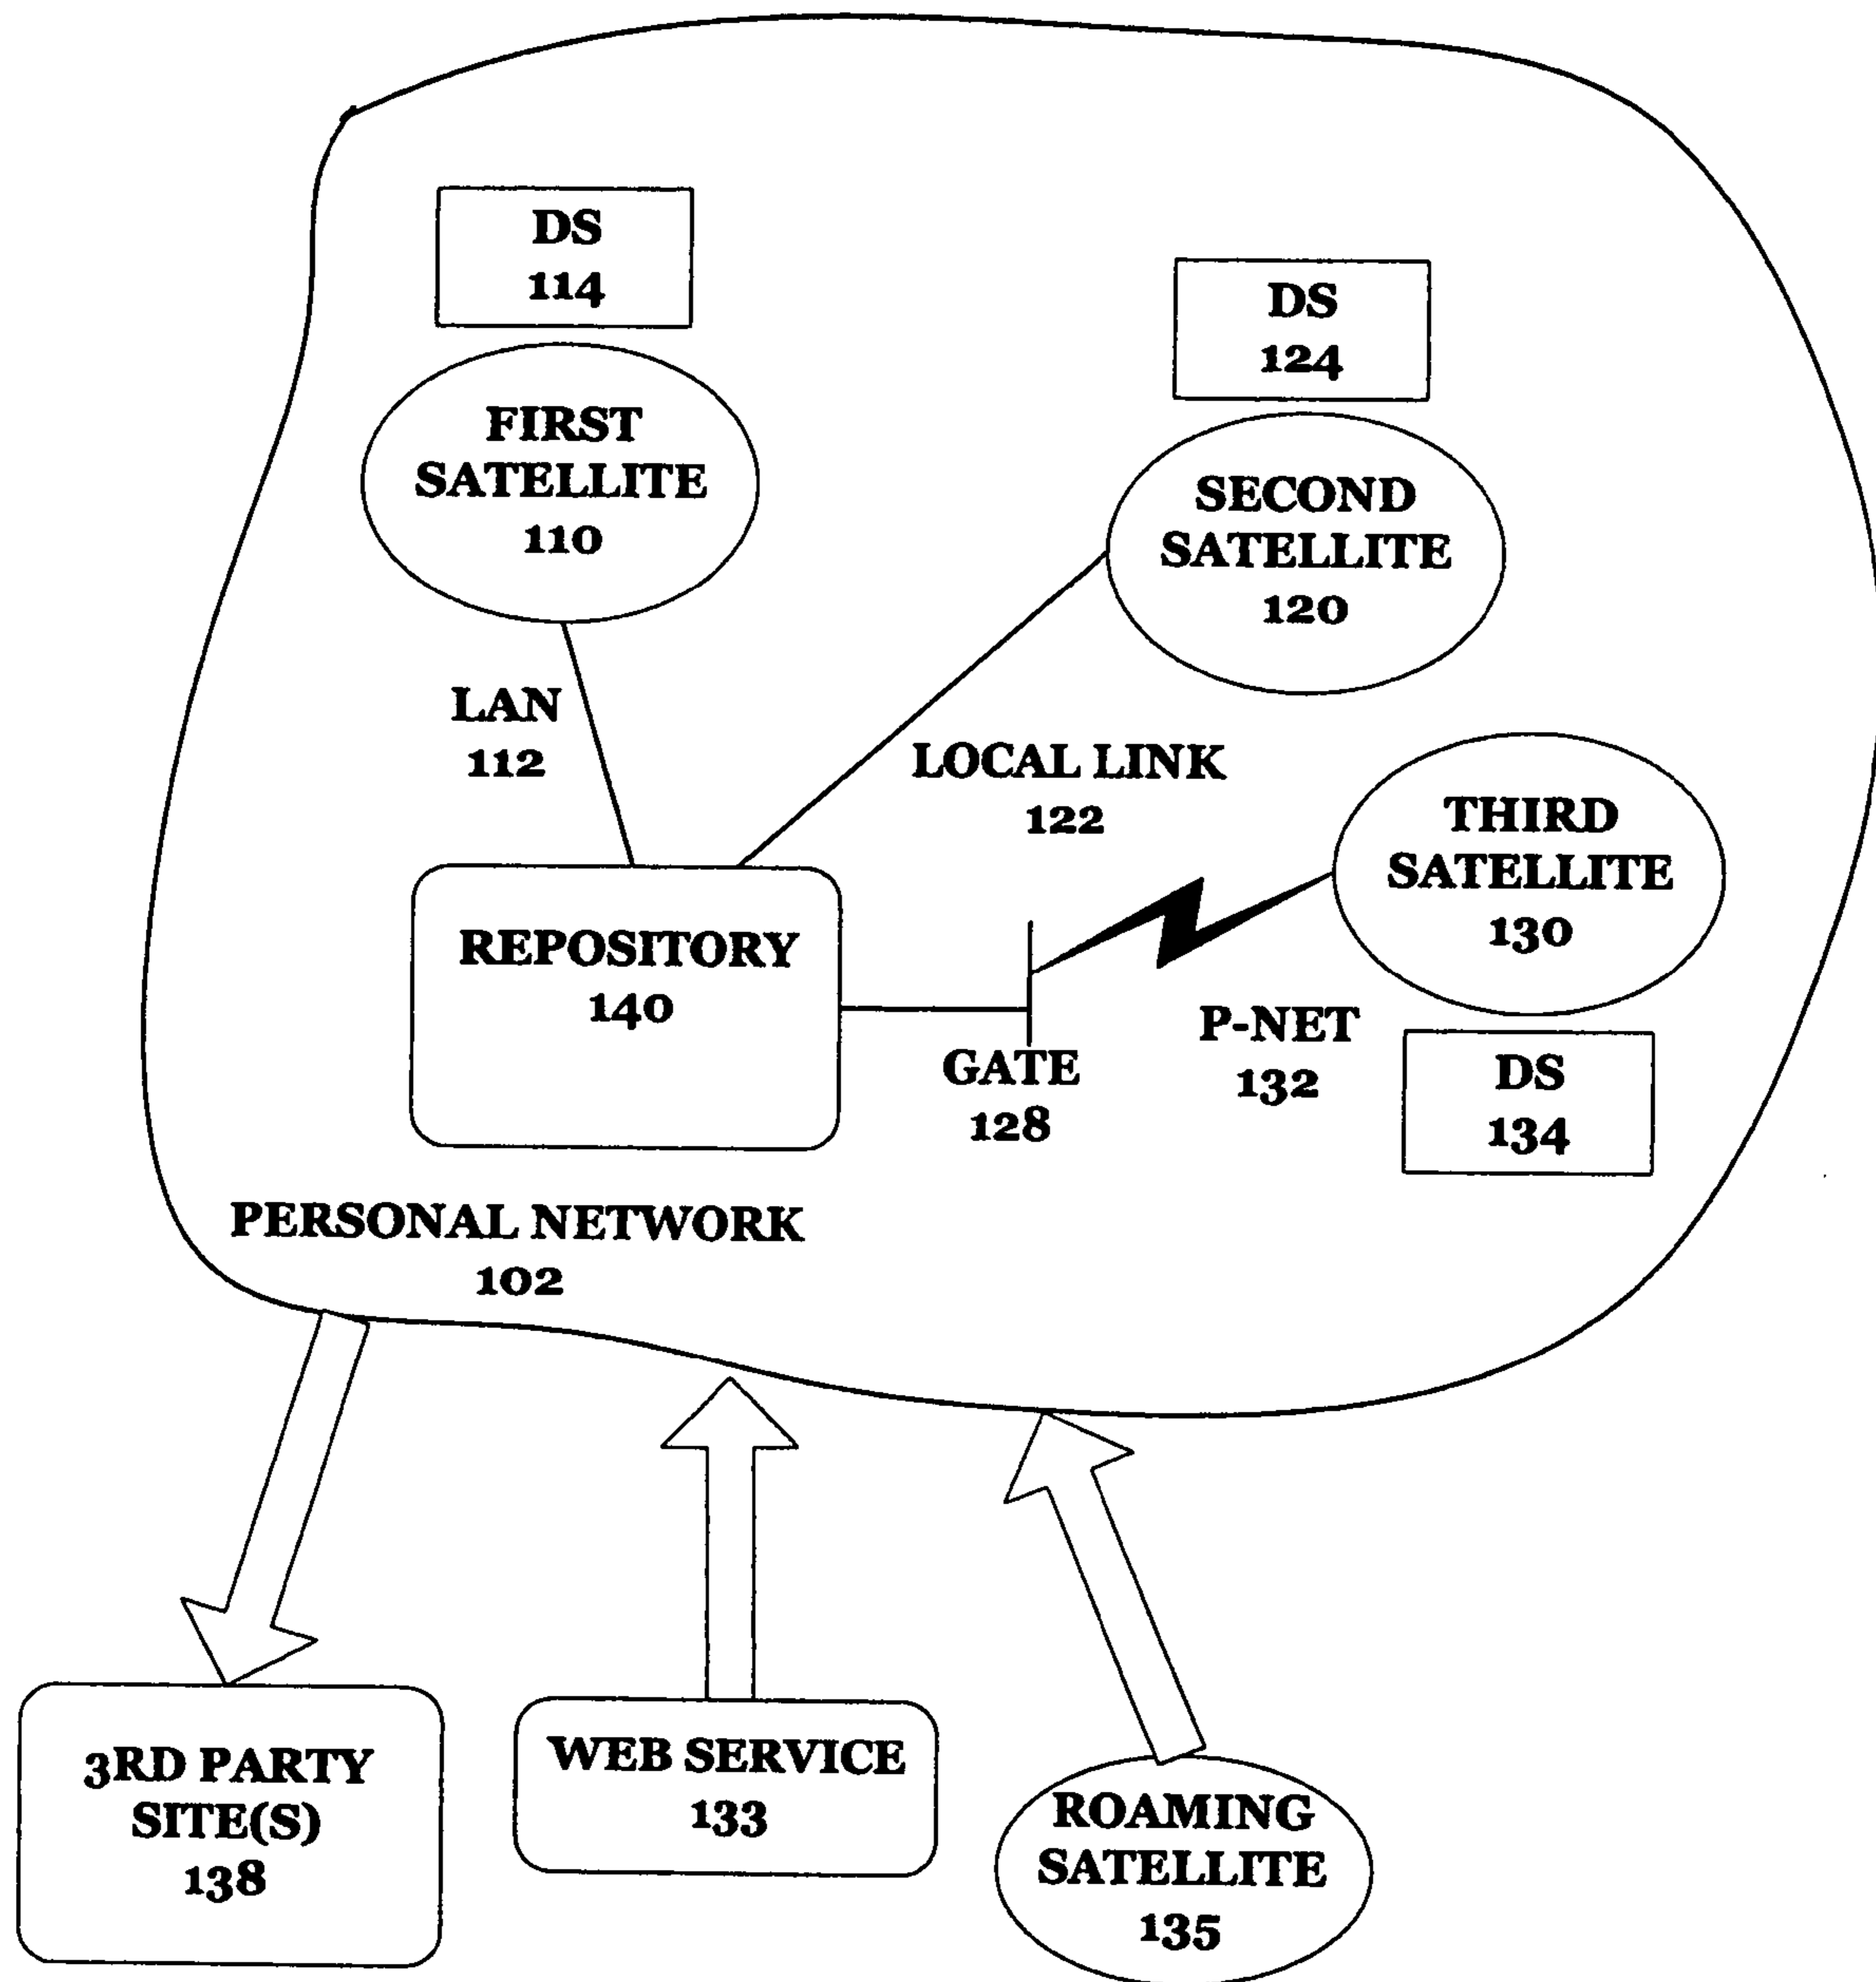 DS
114
DS
124
FIRST
SATELLITE
110
SECOND
SATELLITE
120
LAN
112
LOCAL LINK
122
THIRD
SATELLITE
130
REPOSITORY
140
GATE
128
P-NET
132
DS
134
PERSONAL NETWORK
102
3RD PARTY
SITE(S)
138
WEB SERVICE
133
ROAMING
SATELLITE
135